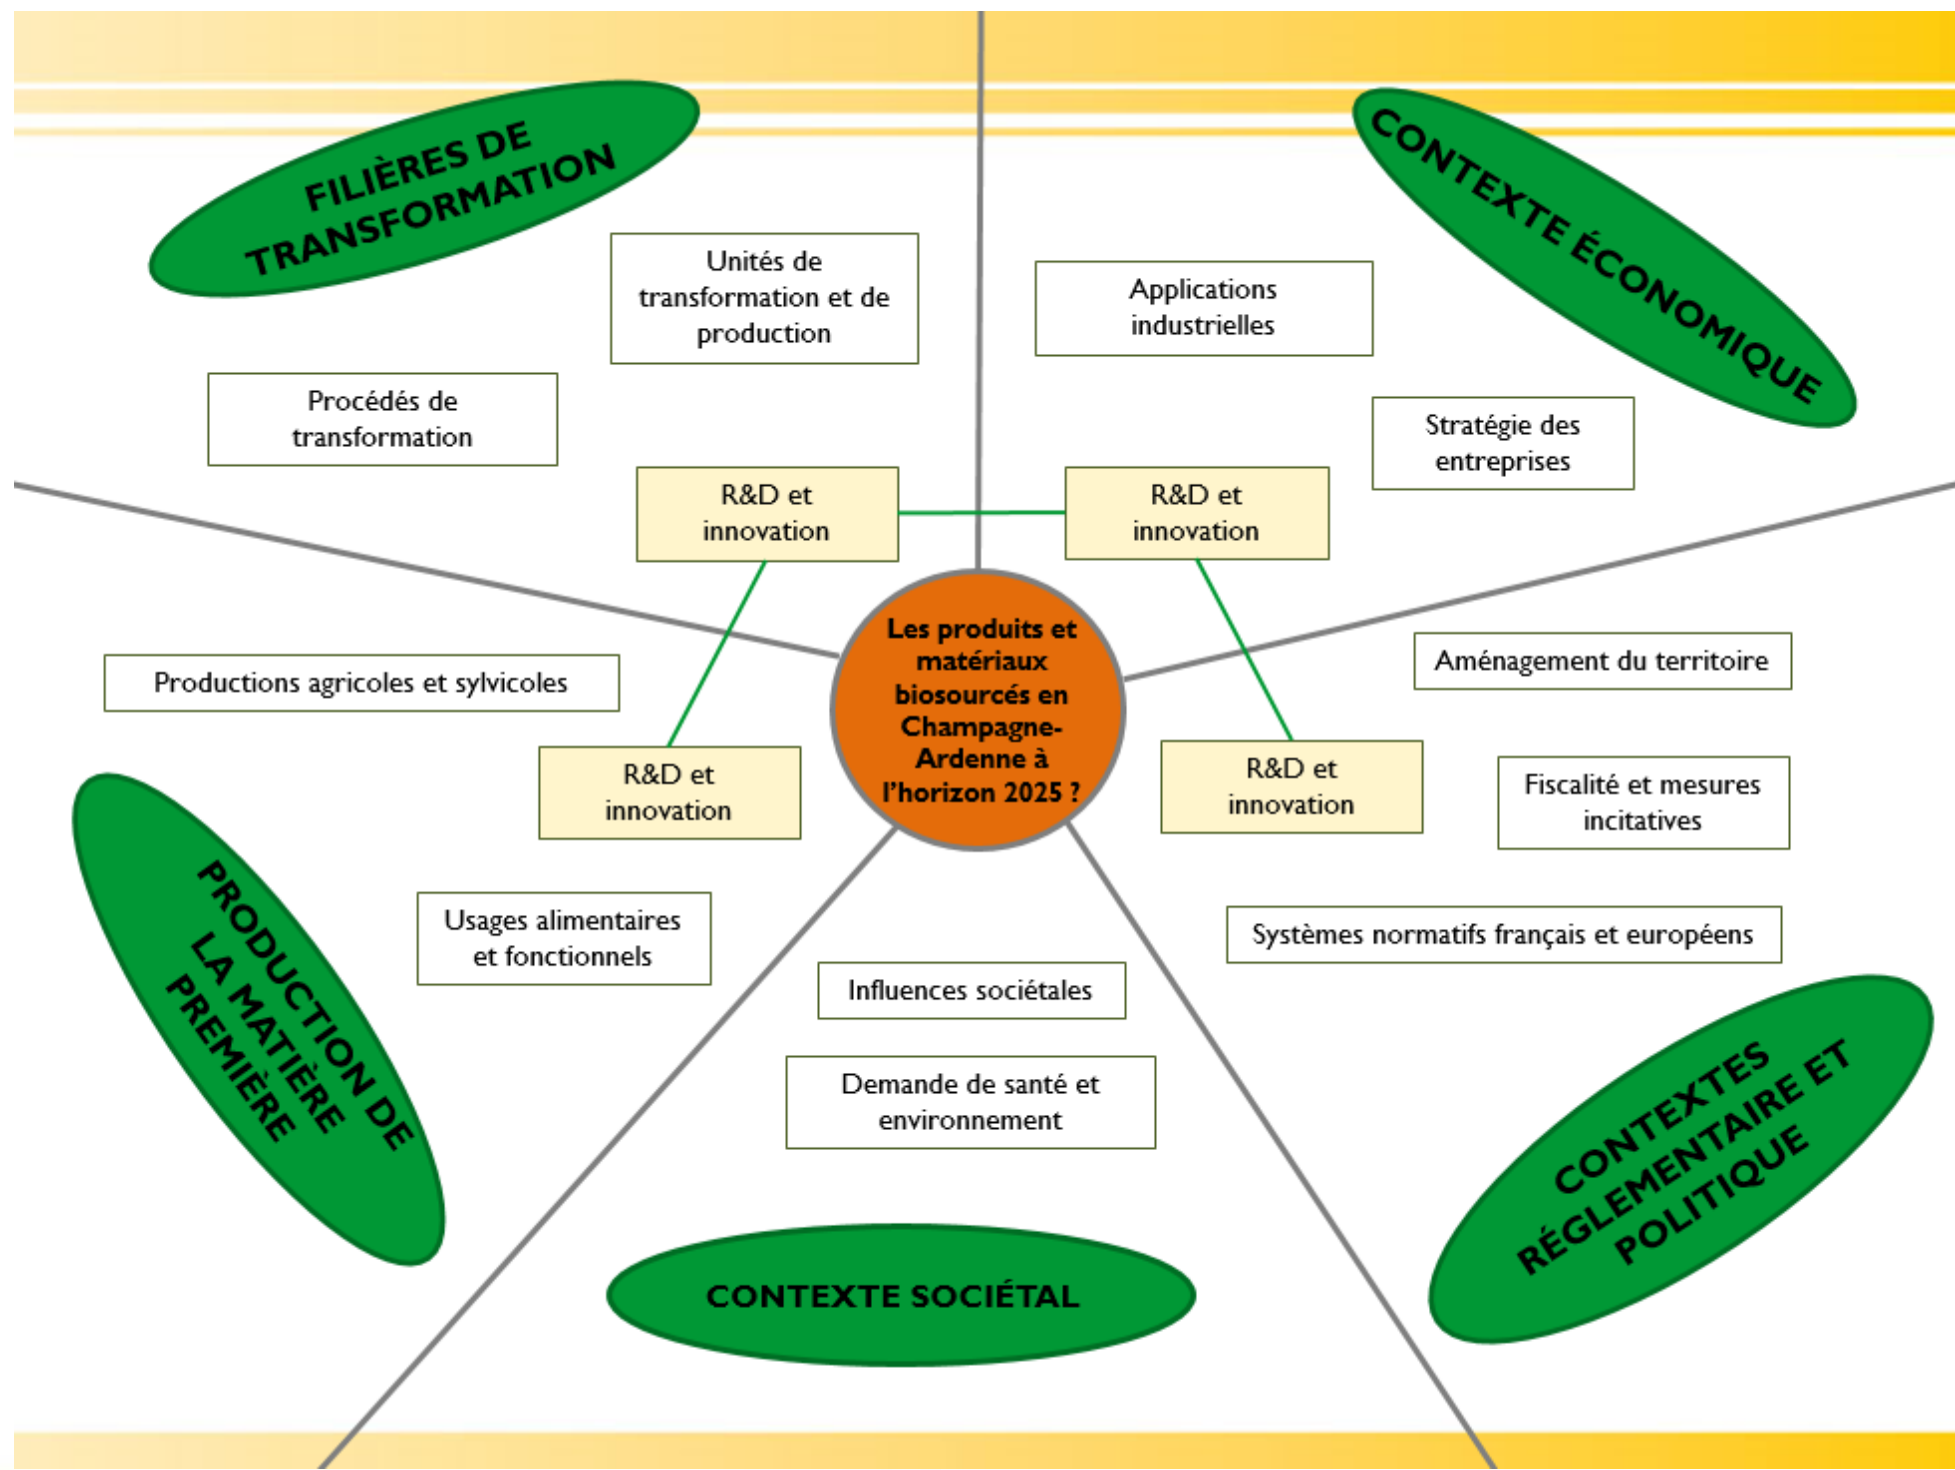 FILIÈRES DE
TRANSFORMATION
Unités de
transformation et de
production
Procédés de
transformation
R&D et
innovation
CONTEXTE ÉCONOMIQUE
Applications
industrielles
Stratégie des
entreprises
R&D et
innovation
Les produits et
matériaux
biosourcés en
Champagne-
Ardenne à
l'horizon 2025 ?
Productions agricoles et sylvicoles
R&D et
innovation
Usages alimentaires
et fonctionnels
PRODUCTION DE
LA MATIÈRE
PREMIÈRE
Aménagement du territoire
R&D et
innovation
Fiscalité et mesures
incitatives
Systèmes normatifs français et européens
CONTEXTES
RÉGLEMENTAIRE ET
POLITIQUE
Influences sociétales
Demande de santé et
environnement
CONTEXTE SOCIÉTAL